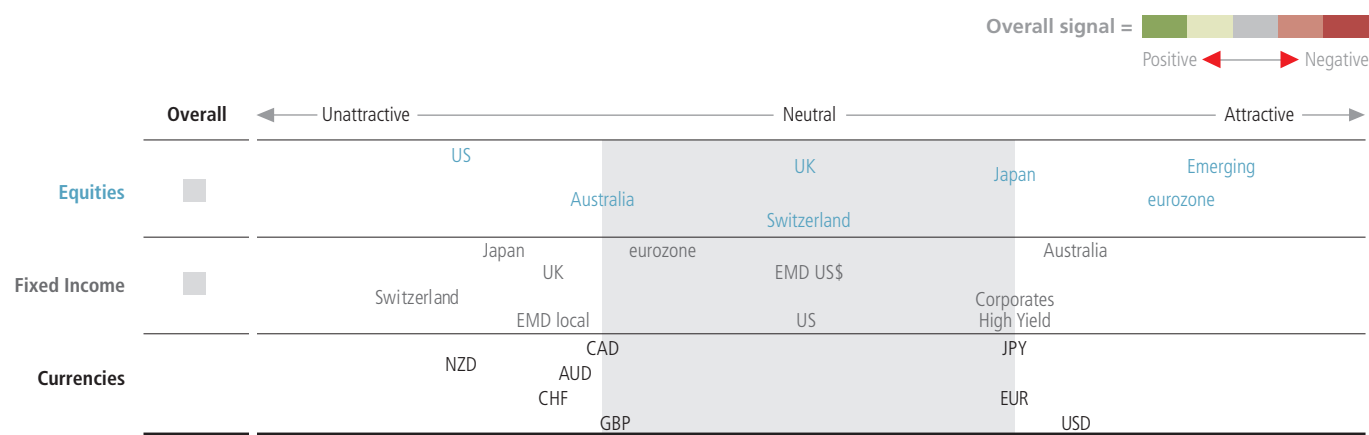 Overall signal =
Positive Negative
Overall Unattractive Neutral Attractive
Equities
US
UK
Emerging
Japan
Australia
eurozone
Switzerland
Fixed Income
Japan eurozone Australia
UK EMD US$
Switzerland Corporates
EMD local US High Yield
Currencies
CAD JPY
NZD
AUD
CHF EUR
GBP USD